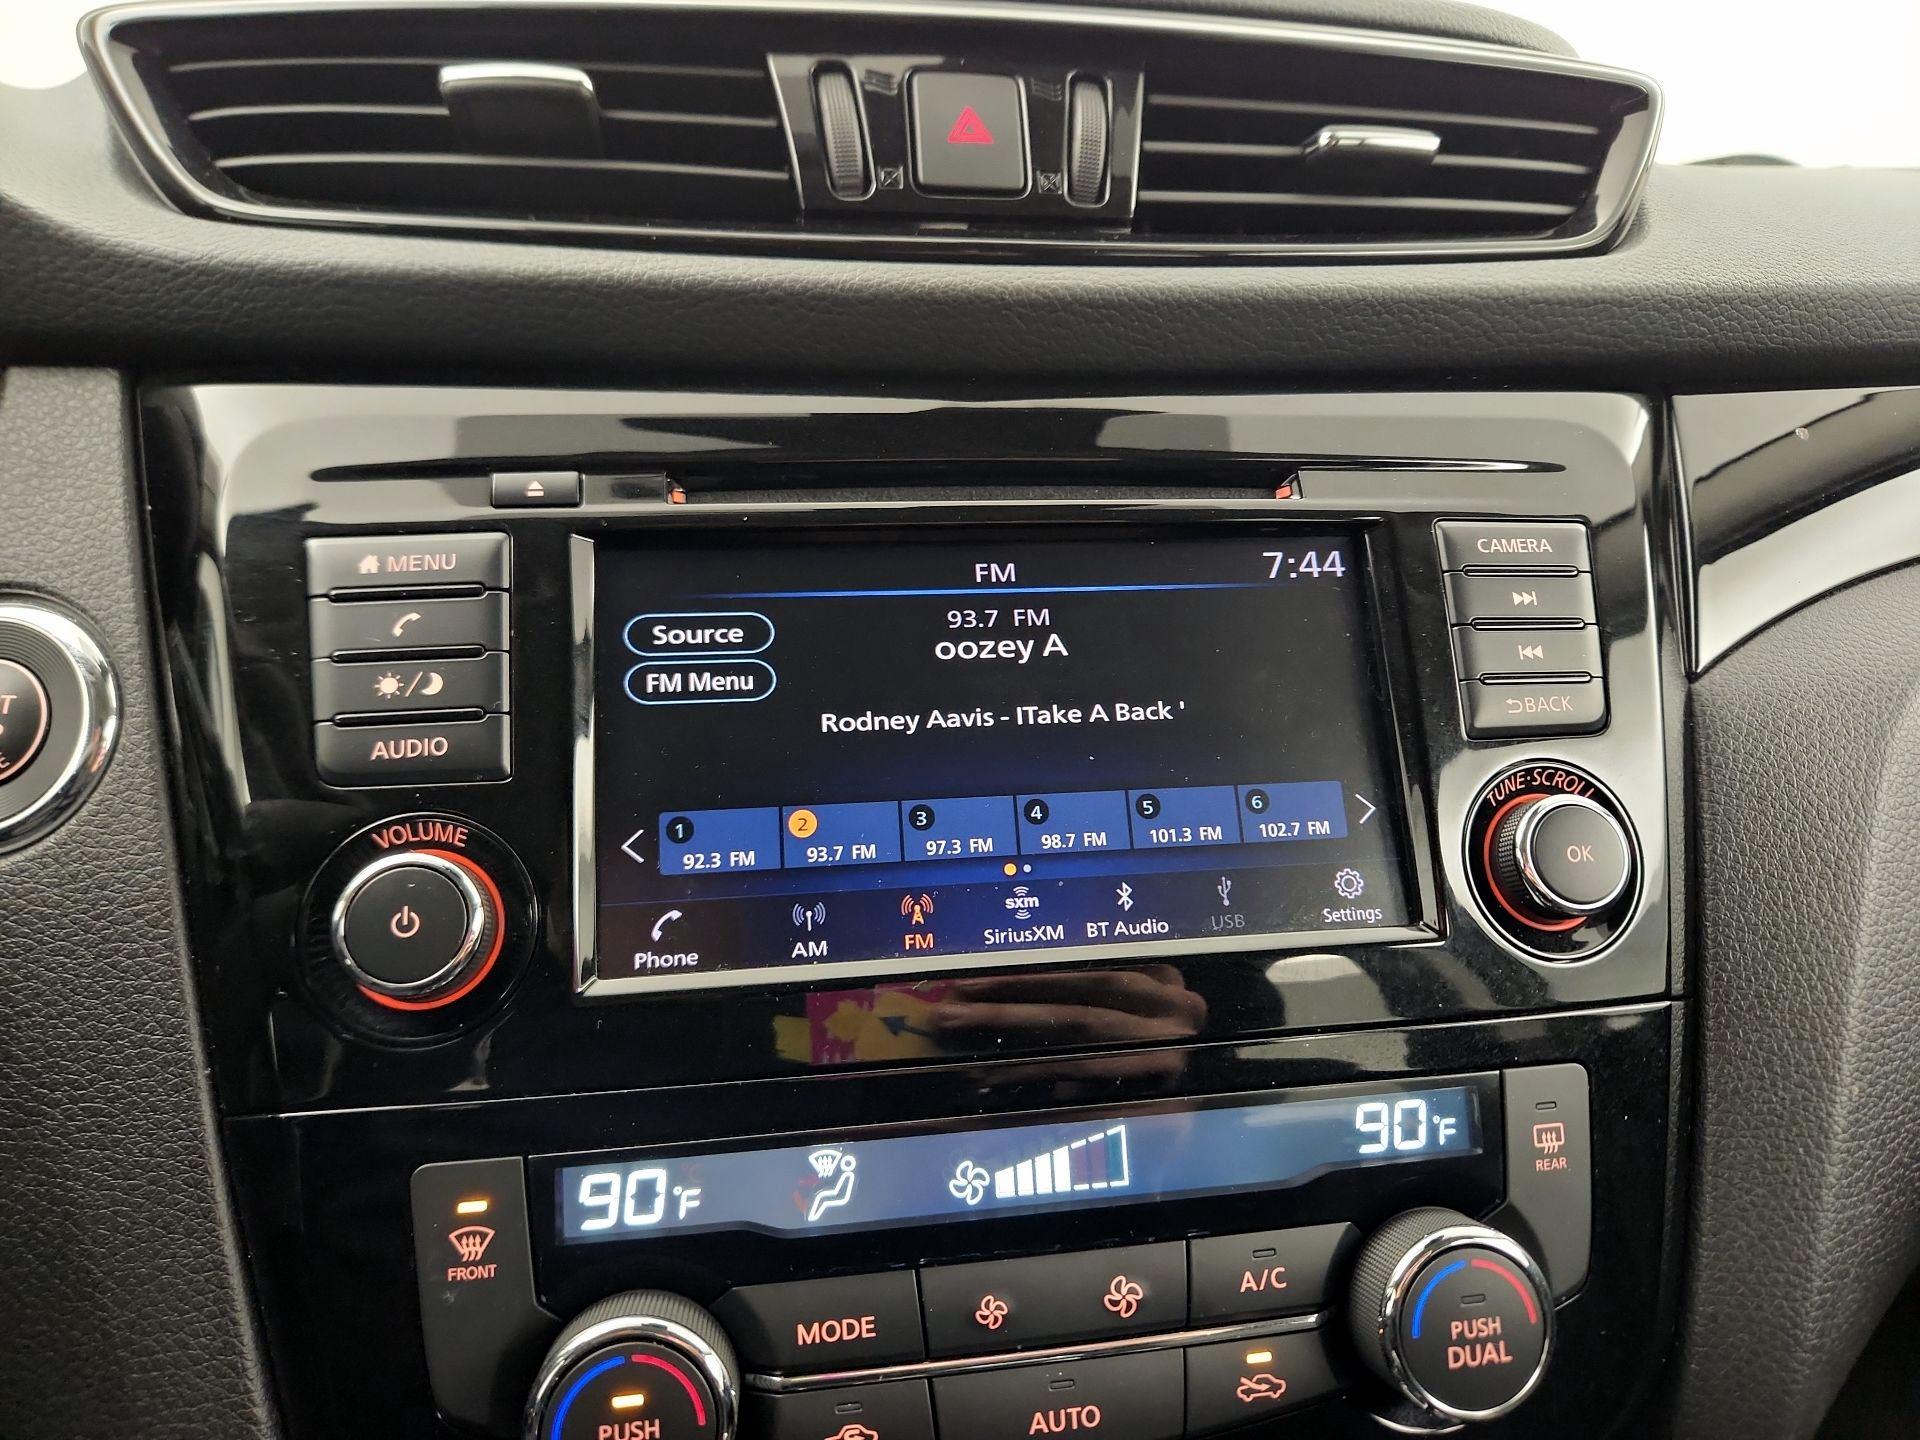 MENU
AUDIO
VOLUME
CAMERA
BACK
TUNE·SCROLL
OK
FM
7:44
Source
FM Menu
93.7 FM
oozey A
Rodney Aavis - ITake A Back '
1
92.3 FM
2
93.7 FM
3
97.3 FM
4
98.7 FM
5
101.3 FM
6
102.7 FM
Phone
AM
FM
sxm
SiriusXM
BT Audio
USB
Settings
90°F
90°F
FRONT
REAR
MODE
A/C
PUSH
DUAL
PUSH
AUTO